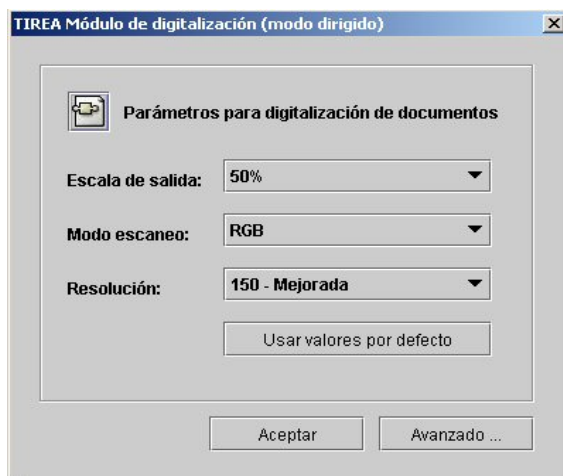 TIREA Módulo de digitalización (modo dirigido)
Parámetros para digitalización de documentos
Escala de salida: 50%
Modo escaneo: RGB
Resolución: 150 - Mejorada
Usar valores por defecto
Aceptar Avanzado ...